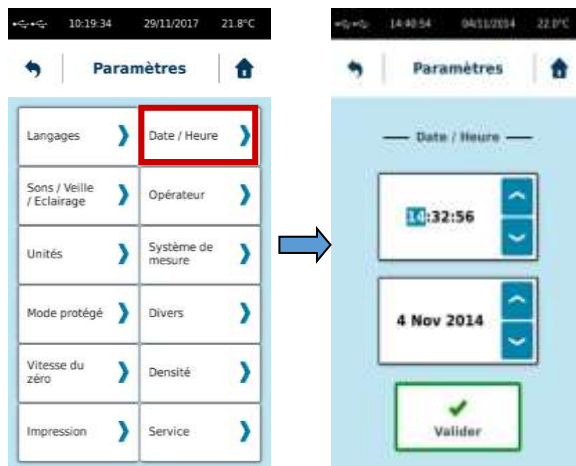 10:19:34 29/11/2017 21.8°C
Paramètres
Langages
Date / Heure
Sons / Veille
/ Eclairage
Opérateur
Unités
Système de
mesure
Mode protégé
Divers
Vitesse du
zéro
Densité
Impression
Service
14:40:54 04/11/2014 22.0°C
Paramètres
Date / Heure
14:32:56
4 Nov 2014
Valider